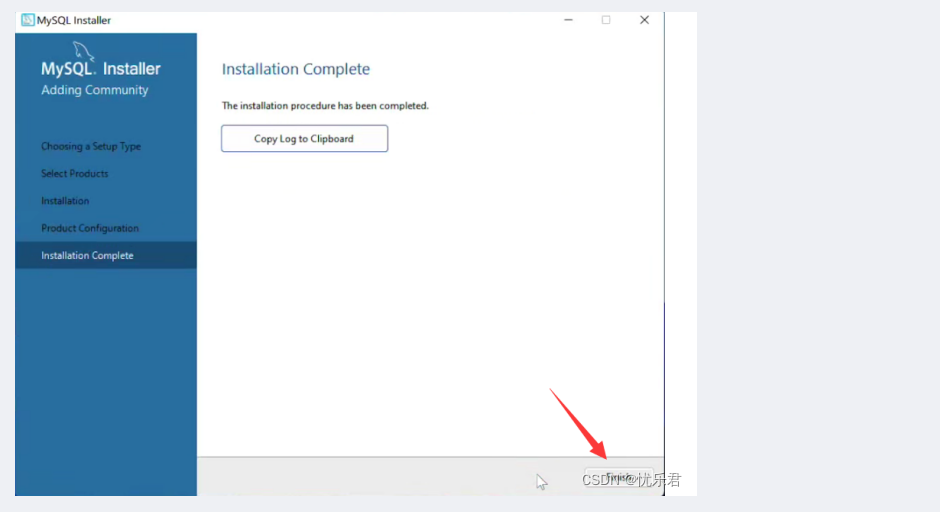 MySQL Installer
MySQL. Installer
Adding Community
Choosing a Setup Type
Select Products
Installation
Product Configuration
Installation Complete
Installation Complete
The installation procedure has been completed.
Copy Log to Clipboard
Finish
CSDN @忧乐君